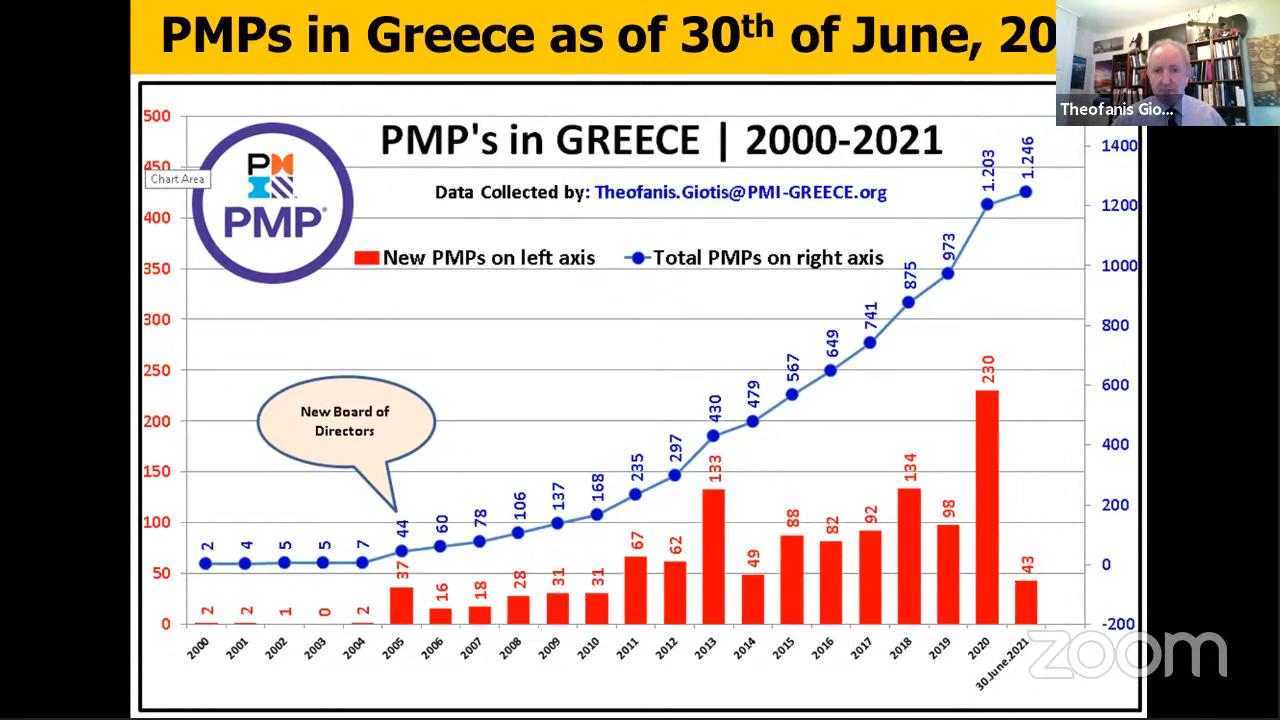 PMPs in Greece as of 30th of June, 20
Theofanis Gio...
PMP's in GREECE | 2000-2021
Data Collected by: Theofanis.Giotis@PMI-GREECE.org
New PMPs on left axis
Total PMPs on right axis
PMP®
Chart Area
New Board of
Directors
500
450
400
350
300
250
200
150
100
50
0
1400
1200
1000
800
600
400
200
0
-200
2 4 5 5 7 44 60 78 106 137 168 235 297 430 479 567 649 741 875 973 1.203 1.246
2 2 1 0 2 37 16 18 28 31 31 67 62 133 49 88 82 92 134 98 230 43
2000 2001 2002 2003 2004 2005 2006 2007 2008 2009 2010 2011 2012 2013 2014 2015 2016 2017 2018 2019 2020 30.June.2021
zoom